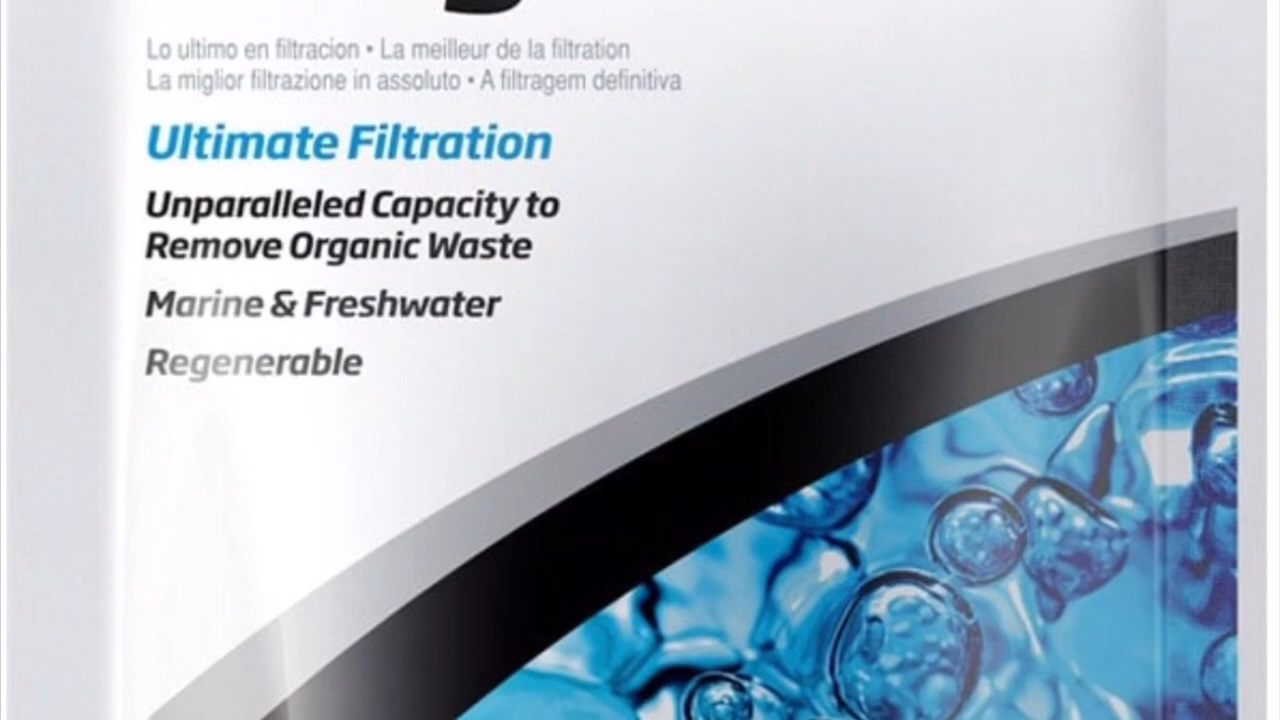 Lo ultimo en filtracion • La meilleur de la filtration
La miglior filtrazione in assoluto • A filtragem definitiva
Ultimate Filtration
Unparalleled Capacity to
Remove Organic Waste
Marine & Freshwater
Regenerable